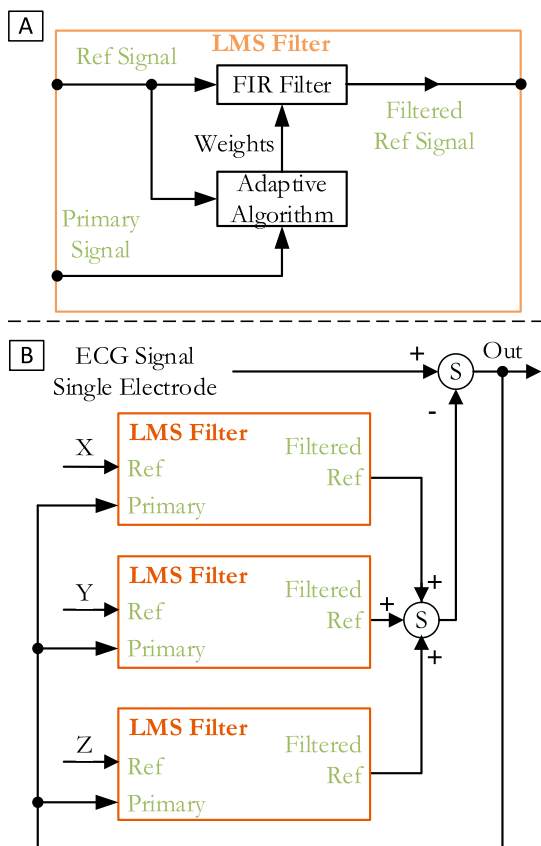 A
LMS Filter
Ref Signal
FIR Filter
Filtered
Ref Signal
Weights
Adaptive
Algorithm
Primary
Signal
B
ECG Signal
Single Electrode
+
S
Out
-
LMS Filter
X
Ref
Primary
Filtered
Ref
LMS Filter
Y
Ref
Primary
Filtered
Ref
+
+
S
+
LMS Filter
Z
Ref
Primary
Filtered
Ref